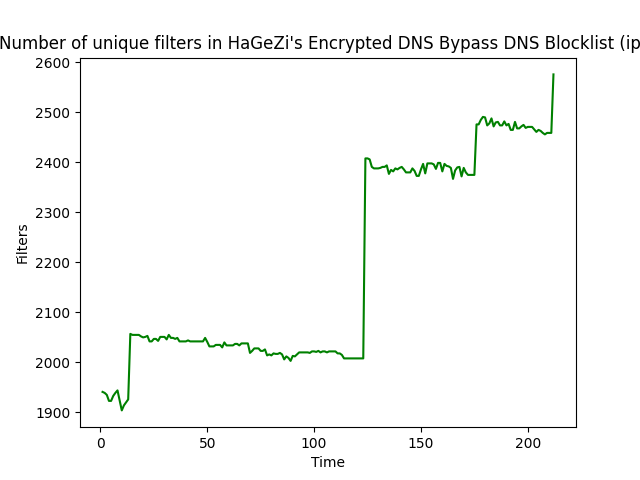 Number of unique filters in HaGeZi's Encrypted DNS Bypass DNS Blocklist (ip
2600
2500
2400
2300
2200
2100
2000
1900
Filters
0 50 100 150 200
Time